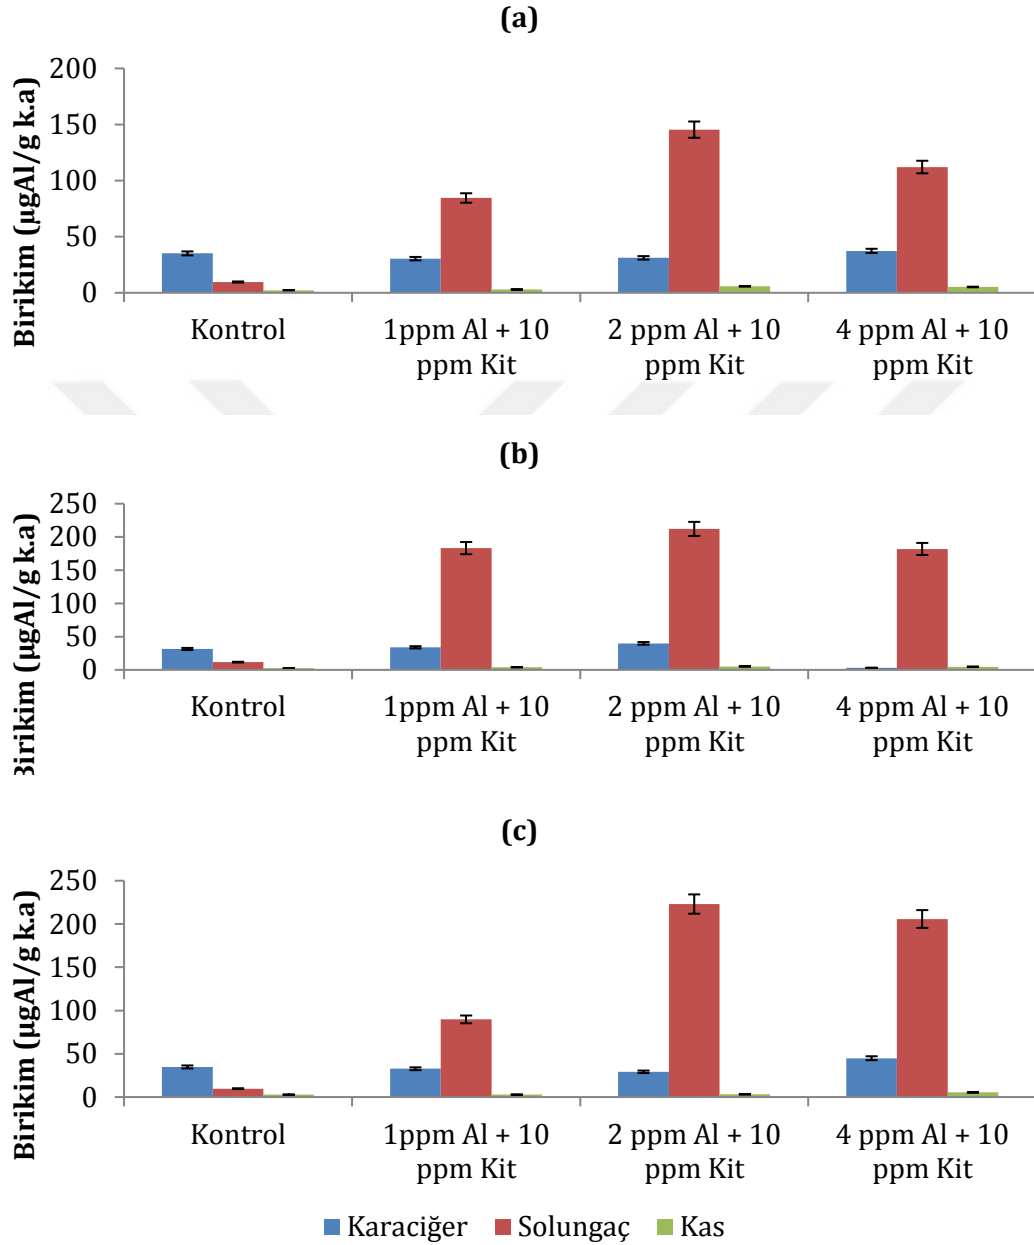 (a)
Birikim (µgAl/g k.a)
200
150
100
50
0
Kontrol
1ppm Al + 10
ppm Kit
2 ppm Al + 10
ppm Kit
4 ppm Al + 10
ppm Kit
(b)
Birikim (µgAl/g k.a)
250
200
150
100
50
0
Kontrol
1ppm Al + 10
ppm Kit
2 ppm Al + 10
ppm Kit
4 ppm Al + 10
ppm Kit
(c)
Birikim (µgAl/g k.a)
250
200
150
100
50
0
Kontrol
1ppm Al + 10
ppm Kit
2 ppm Al + 10
ppm Kit
4 ppm Al + 10
ppm Kit
Karaciğer
Solungaç
Kas